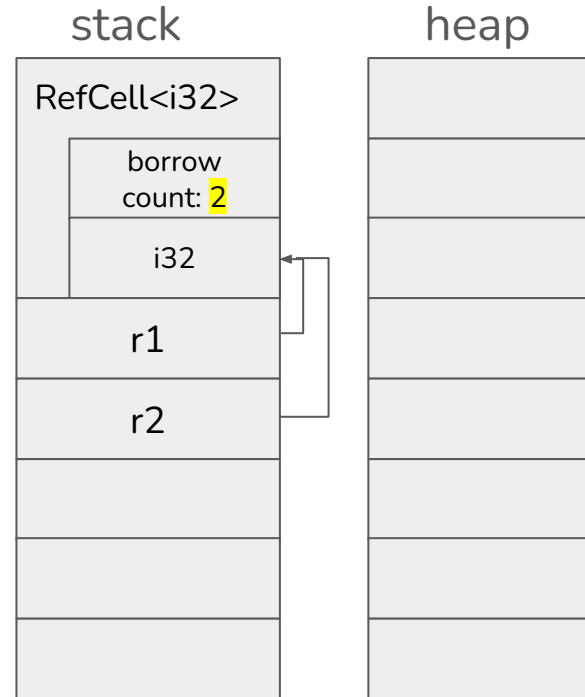 stack
heap
RefCell<i32>
borrow
count: 2
i32
r1
r2